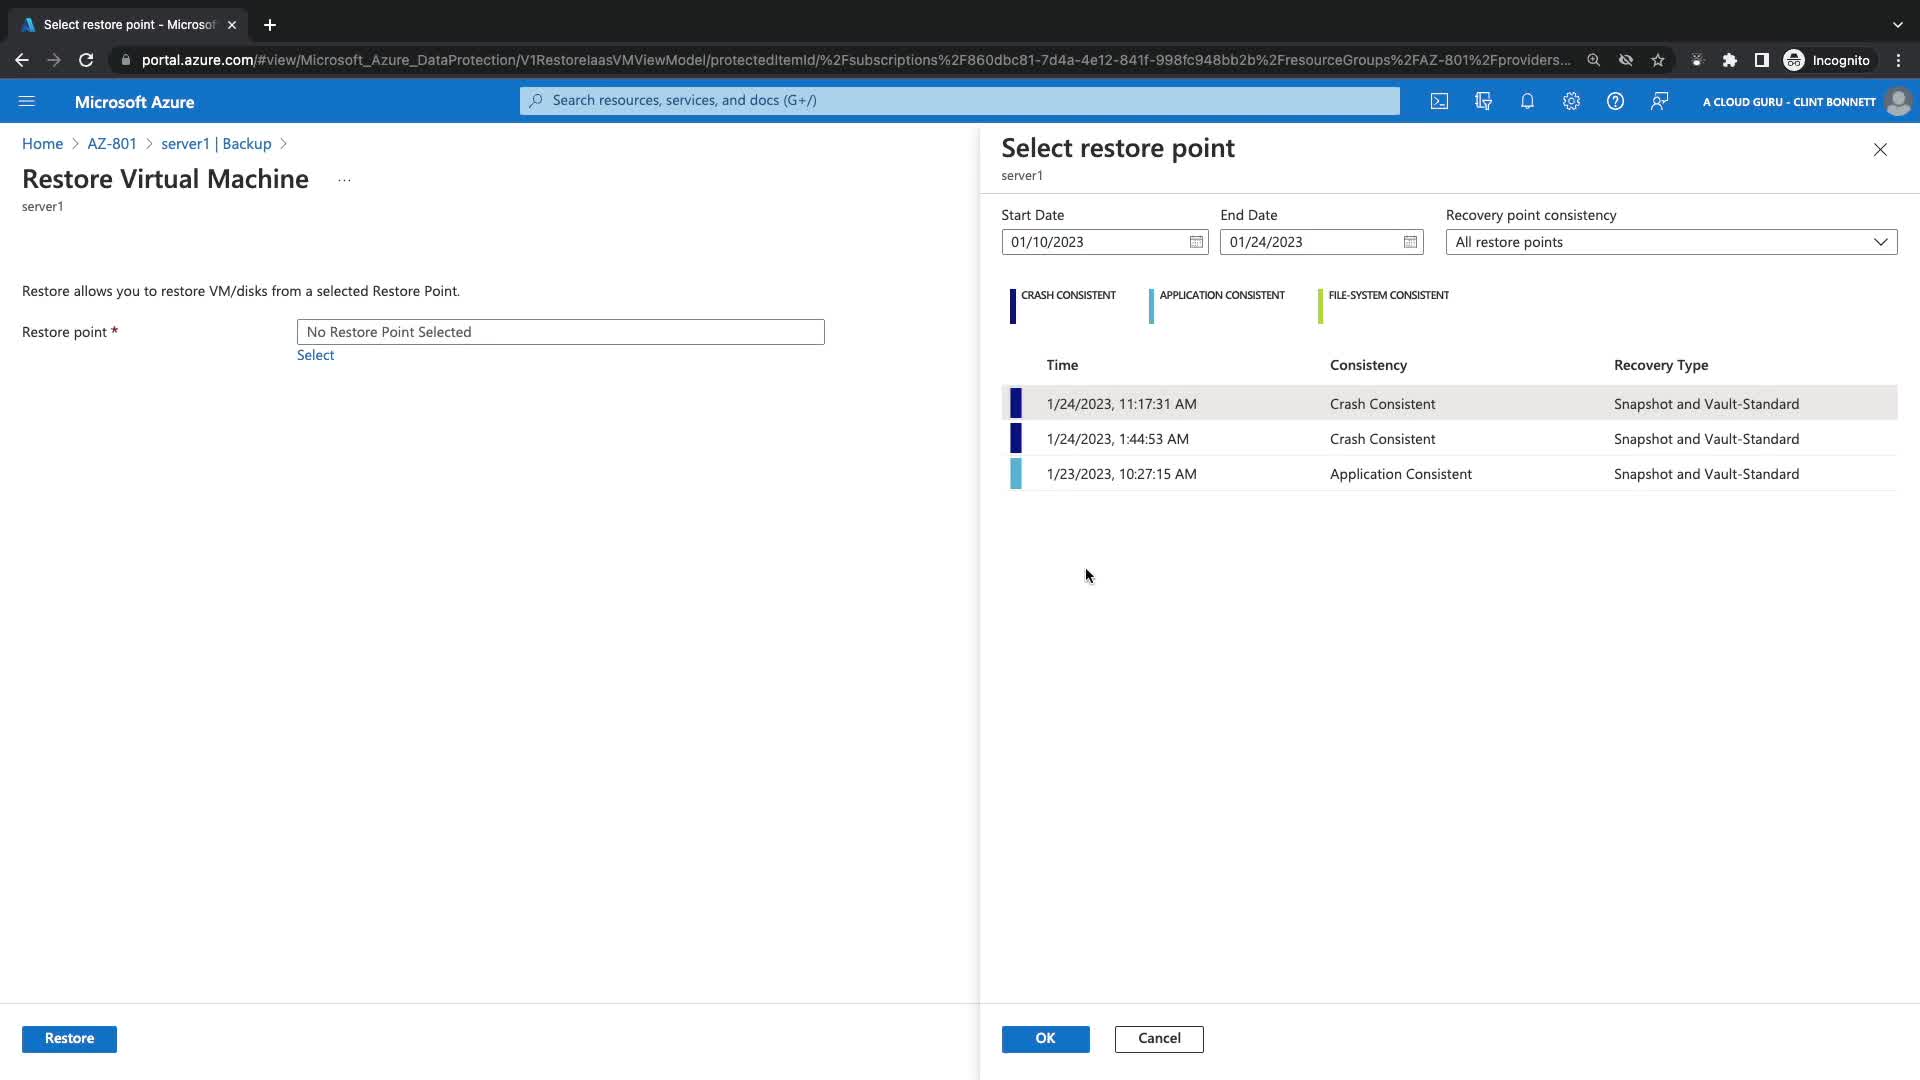 Select restore point - Microsof
portal.azure.com/#view/Microsoft_Azure_DataProtection/V1RestoreIaasVMViewModel/protectedItemId/%2Fsubscriptions%2F860dbc81-7d4a-4e12-841f-998fc948bb2b%2FresourceGroups%2FAZ-801%2Fproviders...
Incognito
Microsoft Azure
Search resources, services, and docs (G+/)
A CLOUD GURU - CLINT BONNETT
Home > AZ-801 > server1 | Backup >
Restore Virtual Machine ...
server1
Restore allows you to restore VM/disks from a selected Restore Point.
Restore point *
No Restore Point Selected
Select
Restore
Select restore point
server1
Start Date End Date Recovery point consistency
01/10/2023 01/24/2023 All restore points
CRASH CONSISTENT APPLICATION CONSISTENT FILE-SYSTEM CONSISTENT
Time Consistency Recovery Type
1/24/2023, 11:17:31 AM Crash Consistent Snapshot and Vault-Standard
1/24/2023, 1:44:53 AM Crash Consistent Snapshot and Vault-Standard
1/23/2023, 10:27:15 AM Application Consistent Snapshot and Vault-Standard
OK Cancel